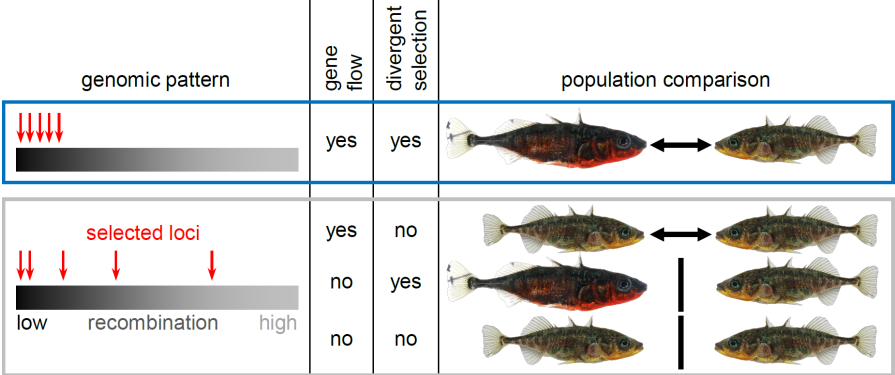 genomic pattern
gene
flow
divergent
selection
population comparison
yes yes
selected loci
yes no
no yes
low recombination high
no no